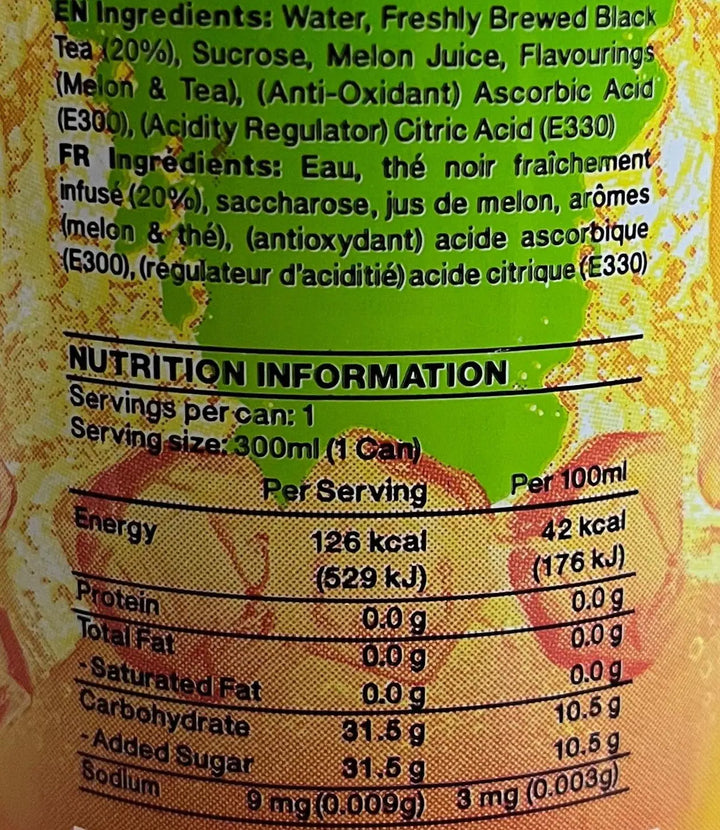 EN Ingredients: Water, Freshly Brewed Black
Tea (20%), Sucrose, Melon Juice, Flavourings
(Melon & Tea), (Anti-Oxidant) Ascorbic Acid
(E300), (Acidity Regulator) Citric Acid (E330)
FR Ingrédients: Eau, thé noir fraîchement
infusé (20%), saccharose, jus de melon, arômes
(melon & thé), (antioxydant) acide ascorbique
(E300), (régulateur d'aciditié) acide citrique (E330)
NUTRITION INFORMATION
Servings per can: 1
Serving size: 300ml (1 Can)
Per Serving Per 100ml
Energy 126 kcal 42 kcal
(529 kJ) (176 kJ)
Protein 0.0 g 0.0 g
Total Fat 0.0 g 0.0 g
- Saturated Fat 0.0 g 0.0 g
Carbohydrate 31.5 g 10.5 g
- Added Sugar 31.5 g 10.5 g
Sodium 9 mg (0.009g) 3 mg (0.003g)